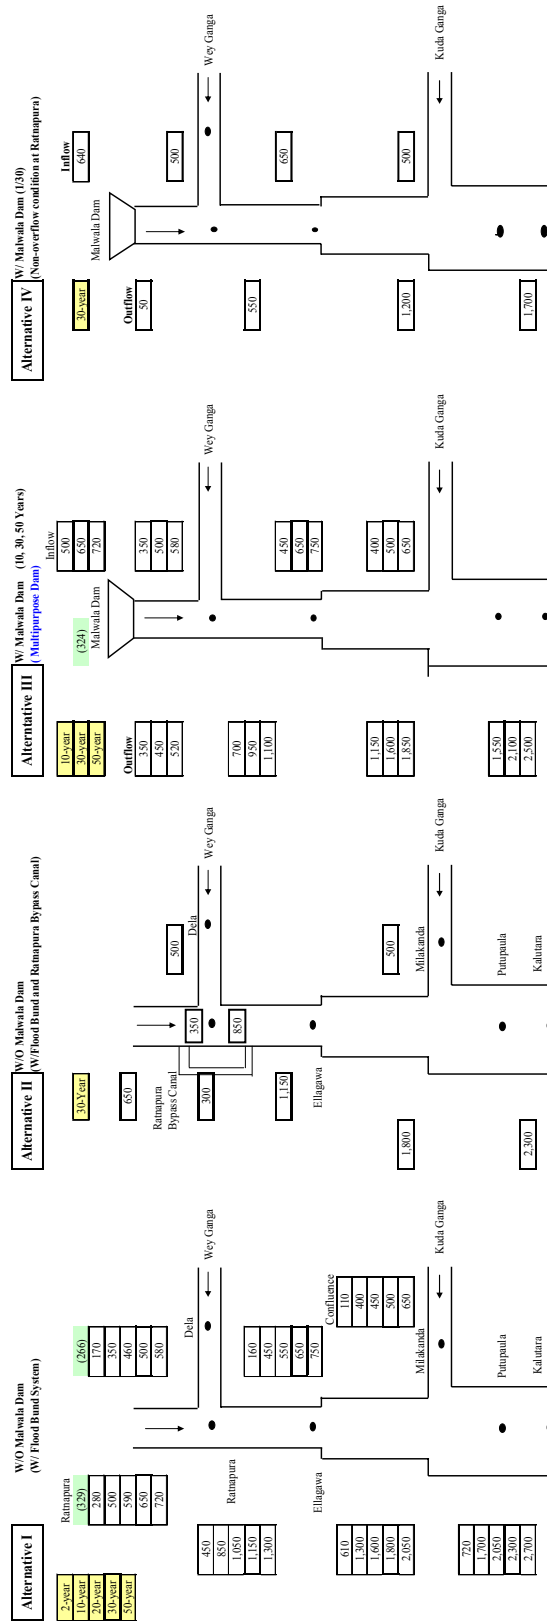 Alternative I
W/O Malwala Dam
(W/ Flood Bund System)
2-year
10-year
20-year
30-year
50-year
Ratnapura
(329)
280
500
590
650
720
(266)
170
350
460
500
580
Dela
Wey Ganga
450
850
1,050
1,150
1,300
Ratnapura
160
450
550
650
750
Ellagawa
610
1,300
1,600
1,800
2,050
Confluence
110
400
450
500
650
Milakanda
Kuda Ganga
720
1,700
2,050
2,300
2,700
Putupaula
Kalutara
Alternative II
W/O Malwala Dam
(W/Flood Bund and Ratnapura Bypass Canal)
30-Year
650
500
Ratnapura
Bypass Canal
350
Dela
Wey Ganga
300
850
1,150
Ellagawa
500
1,800
Milakanda
Kuda Ganga
Putupaula
2,300
Kalutara
Alterntative III
W/ Malwala Dam (10, 30, 50 Years)
( Multipurpose Dam)
10-year
30-year
50-year
Inflow
500
650
720
(324)
Malwala Dam
Outflow
350
450
520
350
500
580
Wey Ganga
700
950
1,100
450
650
750
1,150
1,600
1,850
400
500
650
Kuda Ganga
1,550
2,100
2,500
Alternative IV
W/ Malwala Dam (1/30)
(Non-overflow condition at Ratnapura)
30-year
Inflow
640
Malwala Dam
Outflow
50
500
Wey Ganga
550
650
1,200
500
Kuda Ganga
1,700